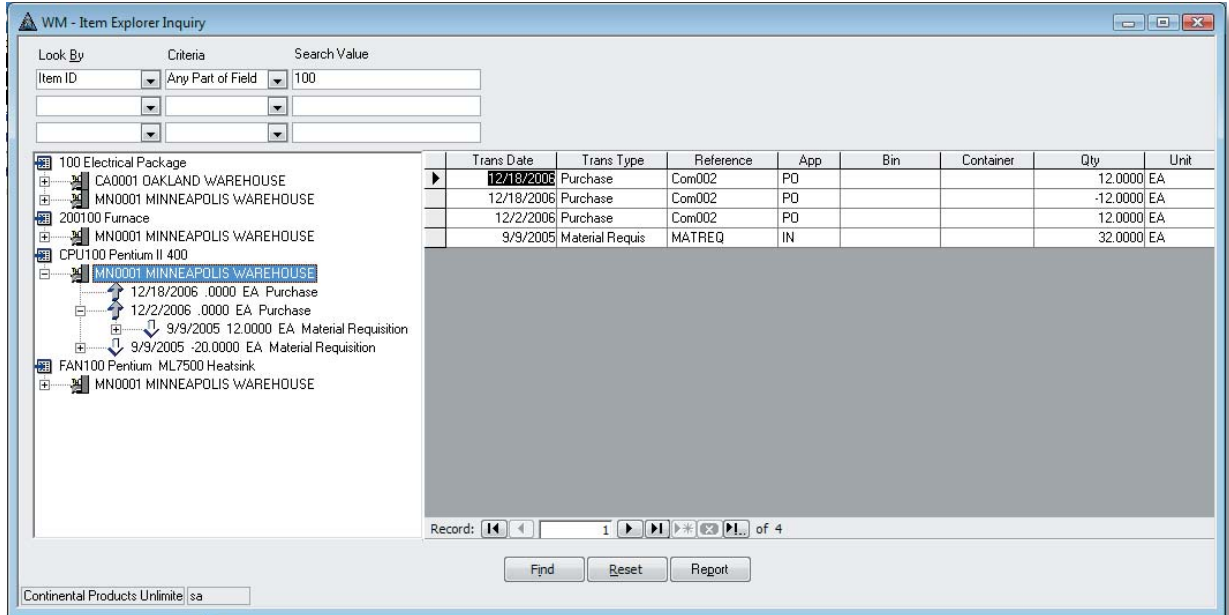 WM - Item Explorer Inquiry
Look By Criteria Search Value
Item ID Any Part of Field 100
100 Electrical Package
CA0001 OAKLAND WAREHOUSE
MN0001 MINNEAPOLIS WAREHOUSE
200100 Furnace
MN0001 MINNEAPOLIS WAREHOUSE
CPU100 Pentium II 400
MN0001 MINNEAPOLIS WAREHOUSE
12/18/2006 .0000 EA Purchase
12/2/2006 .0000 EA Purchase
9/9/2005 12.0000 EA Material Requisition
9/9/2005 -20.0000 EA Material Requisition
FAN100 Pentium ML7500 Heatsink
MN0001 MINNEAPOLIS WAREHOUSE
Trans Date Trans Type Reference App Bin Container Qty Unit
12/18/2006 Purchase Com002 PO 12.0000 EA
12/18/2006 Purchase Com002 PO -12.0000 EA
12/2/2006 Purchase Com002 PO 12.0000 EA
9/9/2005 Material Requis MATREQ IN 32.0000 EA
Record: 1 of 4
Find Reset Report
Continental Products Unlimite sa